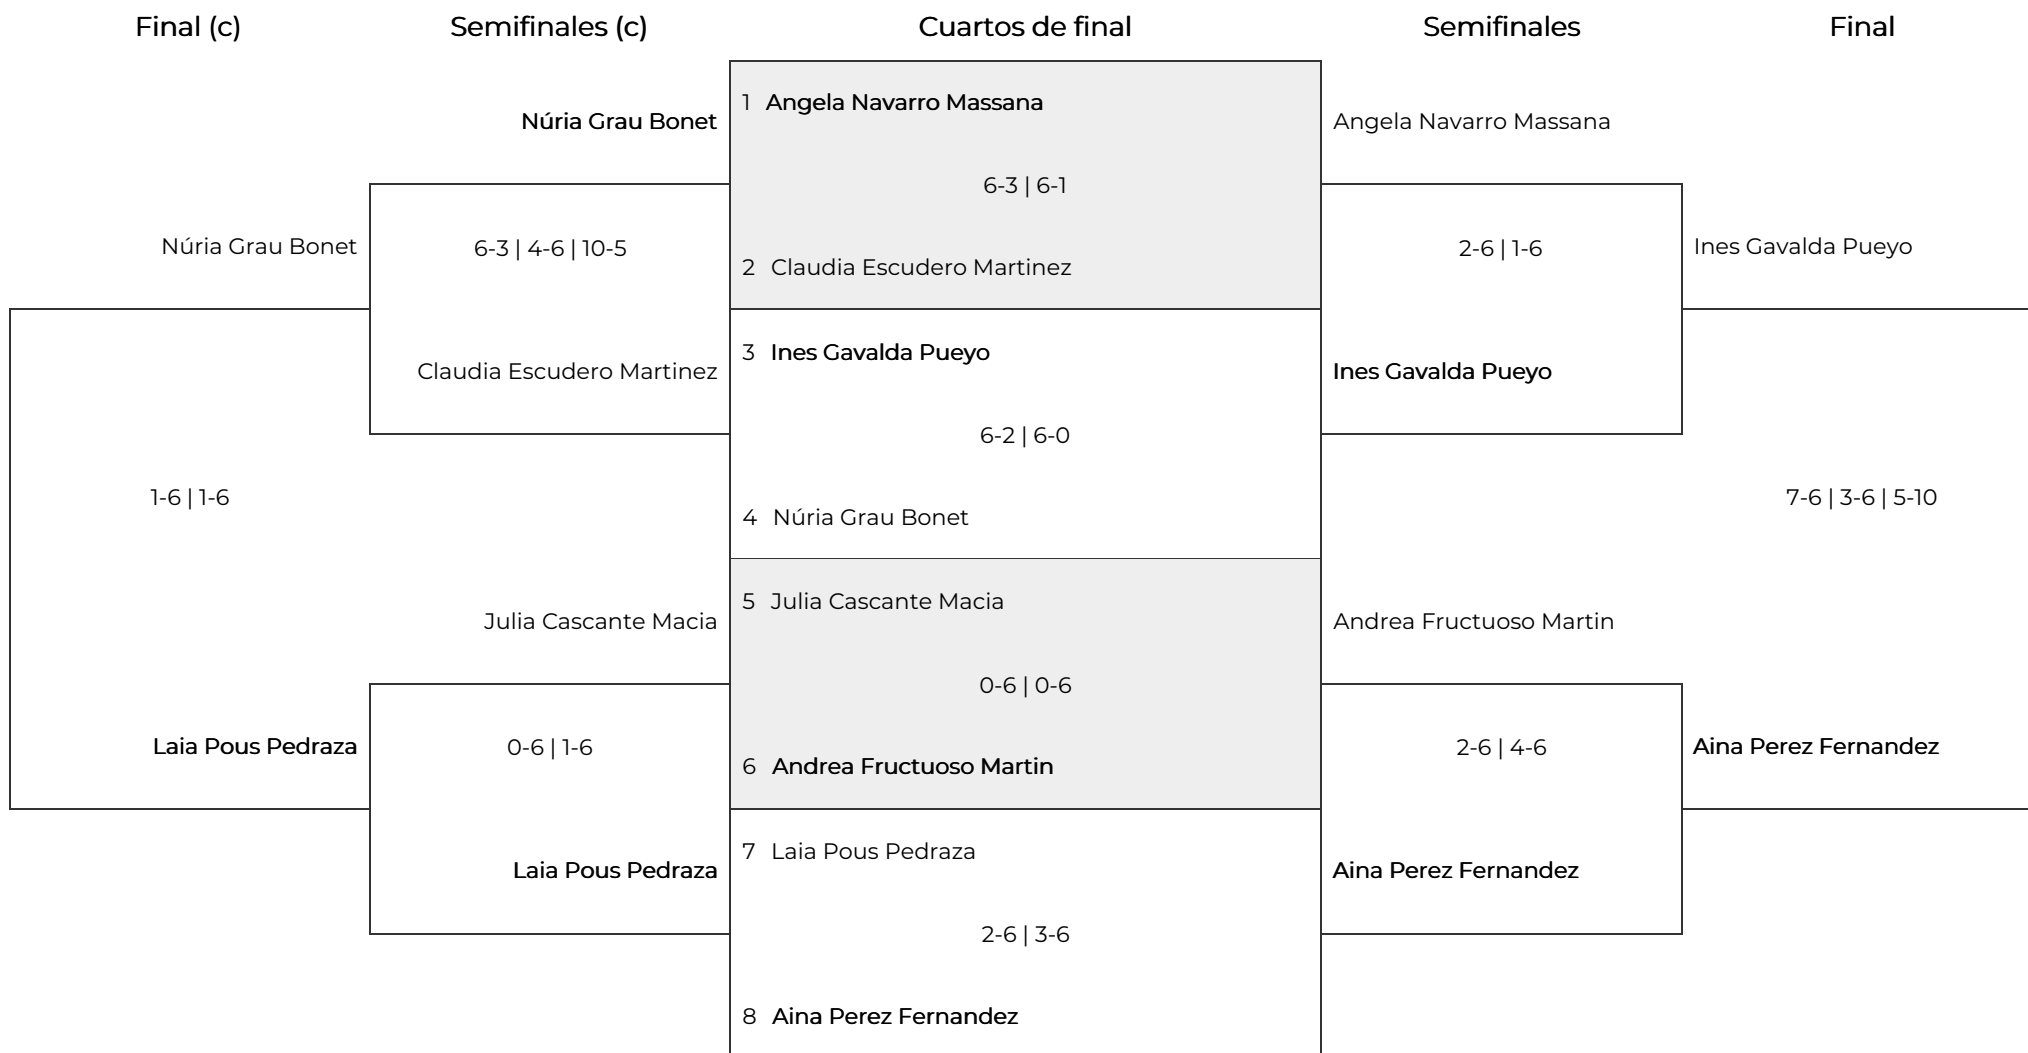 Final (c) Semifinales (c) Cuartos de final Semifinales Final
1 Angela Navarro Massana
Núria Grau Bonet Angela Navarro Massana
6-3 | 6-1
Núria Grau Bonet 6-3 | 4-6 | 10-5 2-6 | 1-6 Ines Gavalda Pueyo
2 Claudia Escudero Martinez
3 Ines Gavalda Pueyo
Claudia Escudero Martinez Ines Gavalda Pueyo
6-2 | 6-0
1-6 | 1-6 7-6 | 3-6 | 5-10
4 Núria Grau Bonet
5 Julia Cascante Macia
Julia Cascante Macia Andrea Fructuoso Martin
0-6 | 0-6
Laia Pous Pedraza 0-6 | 1-6 2-6 | 4-6 Aina Perez Fernandez
6 Andrea Fructuoso Martin
7 Laia Pous Pedraza
Laia Pous Pedraza Aina Perez Fernandez
2-6 | 3-6
8 Aina Perez Fernandez